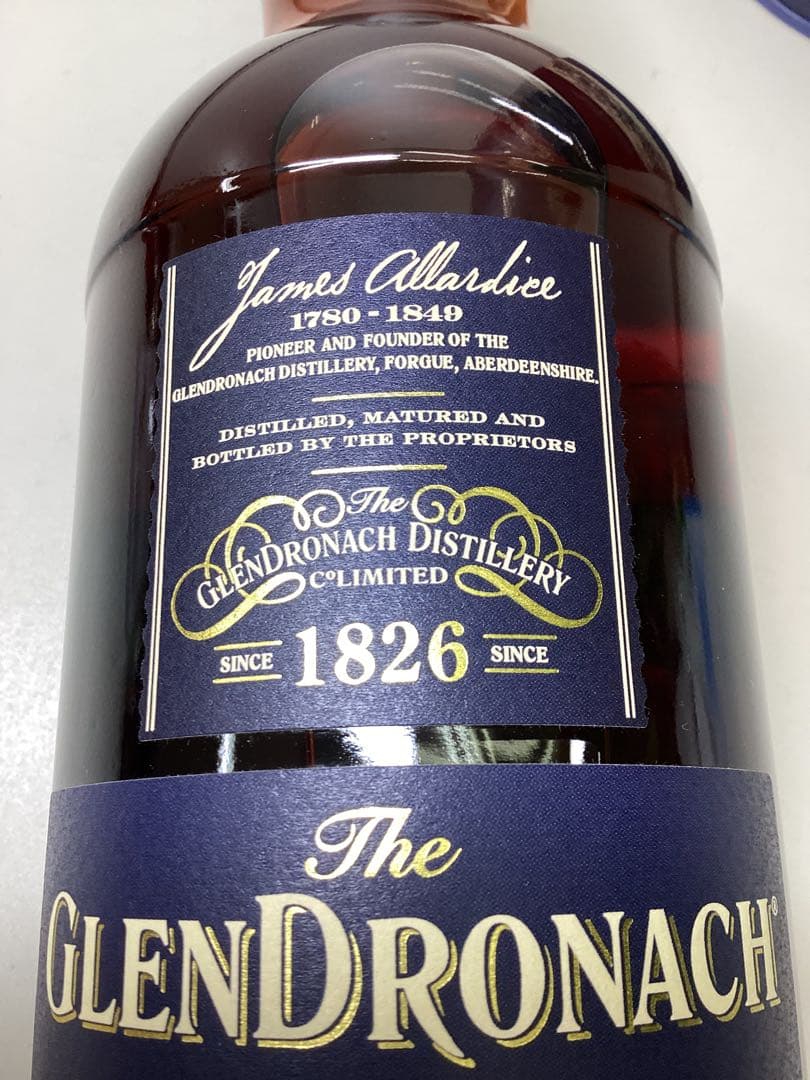 James Allardice
1780 - 1849
PIONEER AND FOUNDER OF THE
GLENDRONACH DISTILLERY, FORGUE, ABERDEENSHIRE.
DISTILLED, MATURED AND
BOTTLED BY THE PROPRIETORS
The
GLENDRONACH DISTILLERY
Cº LIMITED
SINCE 1826 SINCE
The
GLENDRONACH®